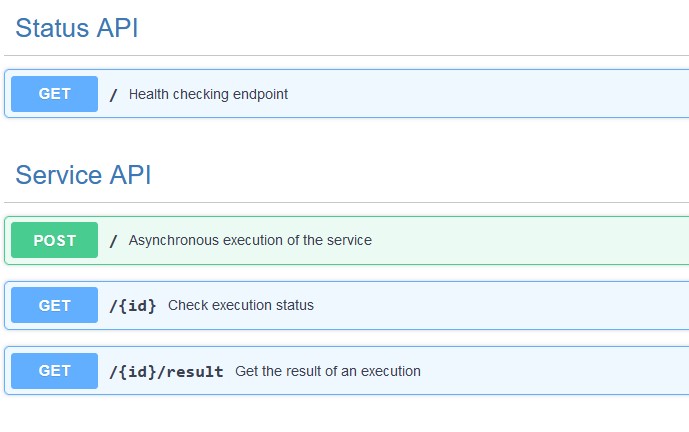 Status API
GET / Health checking endpoint
Service API
POST / Asynchronous execution of the service
GET /{id} Check execution status
GET /{id}/result Get the result of an execution